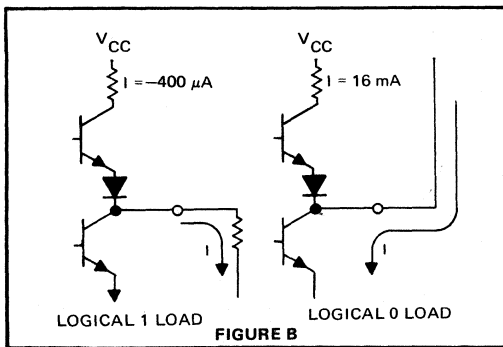 VCC
I = −400 μA
I
LOGICAL 1 LOAD
VCC
I = 16 mA
I
LOGICAL 0 LOAD
FIGURE B